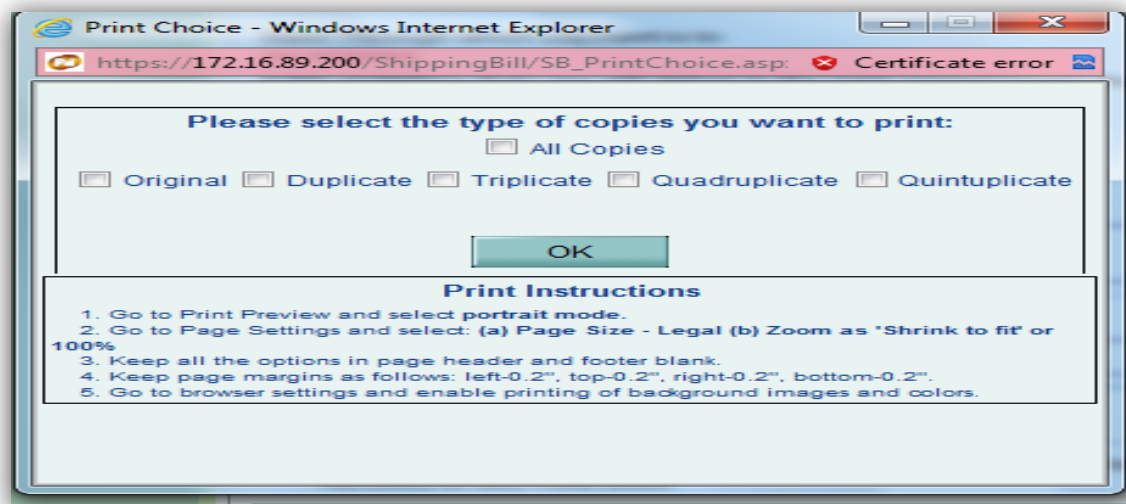 Print Choice - Windows Internet Explorer
https://172.16.89.200/ShippingBill/SB_PrintChoice.asp: Certificate error
Please select the type of copies you want to print:
All Copies
Original Duplicate Triplicate Quadruplicate Quintuplicate
OK
Print Instructions
1. Go to Print Preview and select portrait mode.
2. Go to Page Settings and select: (a) Page Size - Legal (b) Zoom as 'Shrink to fit' or
100%
3. Keep all the options in page header and footer blank.
4. Keep page margins as follows: left-0.2", top-0.2", right-0.2", bottom-0.2".
5. Go to browser settings and enable printing of background images and colors.